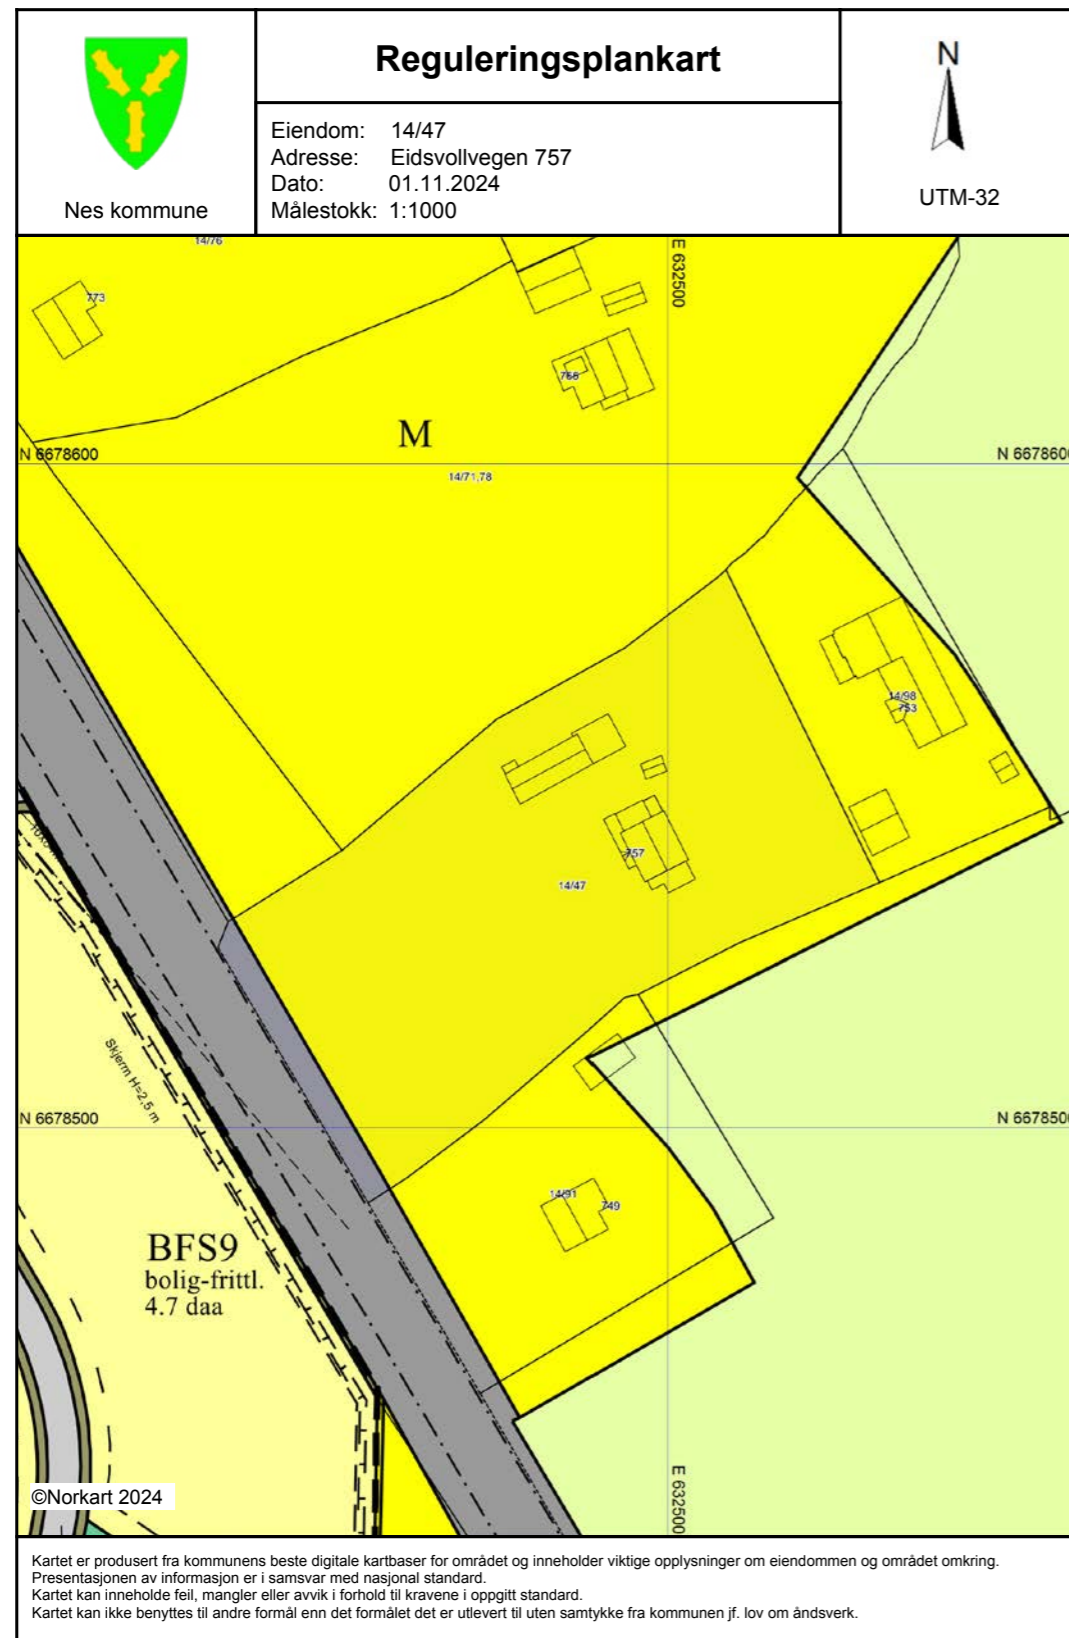 Reguleringsplankart
Nes kommune
Eiendom: 14/47
Adresse: Eidsvollvegen 757
Dato: 01.11.2024
Målestokk: 1:1000
N
UTM-32
14/76
E 632500
773
768
M
N 6678600
N 6678600
14/71,78
14/98
753
757
14/47
Skjerm H=2,5 m
N 6678500
N 6678500
14/91
749
BFS9
bolig-frittl.
4.7 daa
E 632500
©Norkart 2024
Kartet er produsert fra kommunens beste digitale kartbaser for området og inneholder viktige opplysninger om eiendommen og området omkring.
Presentasjonen av informasjon er i samsvar med nasjonal standard.
Kartet kan inneholde feil, mangler eller avvik i forhold til kravene i oppgitt standard.
Kartet kan ikke benyttes til andre formål enn det formålet det er utlevert til uten samtykke fra kommunen jf. lov om åndsverk.